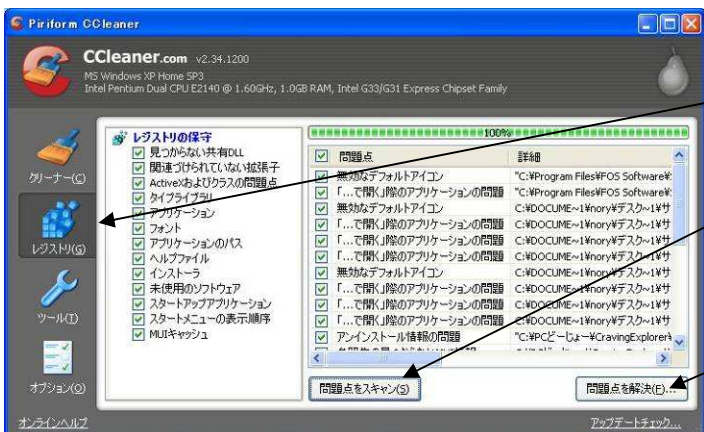 Piriform CCleaner
CCleaner.com v2.34.1200
MS Windows XP Home SP3
Intel Pentium Dual CPU E2140 @ 1.60GHz, 1.0GB RAM, Intel G33/G31 Express Chipset Family
クリーナー(C)
レジストリ(G)
ツール(T)
オプション(O)
レジストリの保守
見つからない共有DLL
関連づけられていない拡張子
ActiveXおよびクラスの問題点
タイプライブラリ
アプリケーション
フォント
アプリケーションのパス
ヘルプファイル
インストーラ
未使用のソフトウェア
スタートアップアプリケーション
スタートメニューの表示順序
MUIキャッシュ
100%
問題点 詳細
無効なデフォルトアイコン "C:¥Program Files¥FOS Software¥
「...で開く」際のアプリケーションの問題 "C:¥Program Files¥FOS Software¥
無効なデフォルトアイコン C:¥DOCUME~1¥nory¥デスク~1¥サ
「...で開く」際のアプリケーションの問題 C:¥DOCUME~1¥nory¥デスク~1¥サ
「...で開く」際のアプリケーションの問題 C:¥DOCUME~1¥nory¥デスク~1¥サ
無効なデフォルトアイコン C:¥DOCUME~1¥nory¥デスク~1¥サ
「...で開く」際のアプリケーションの問題 C:¥DOCUME~1¥nory¥デスク~1¥サ
「...で開く」際のアプリケーションの問題 C:¥DOCUME~1¥nory¥デスク~1¥サ
「...で開く」際のアプリケーションの問題 C:¥DOCUME~1¥nory¥デスク~1¥サ
アンインストール情報の問題 "C:¥PCどーじょー¥CravingExplorer¥
問題点をスキャン(S)
問題点を解決(F)...
オンラインヘルプ
アップデートチェック...